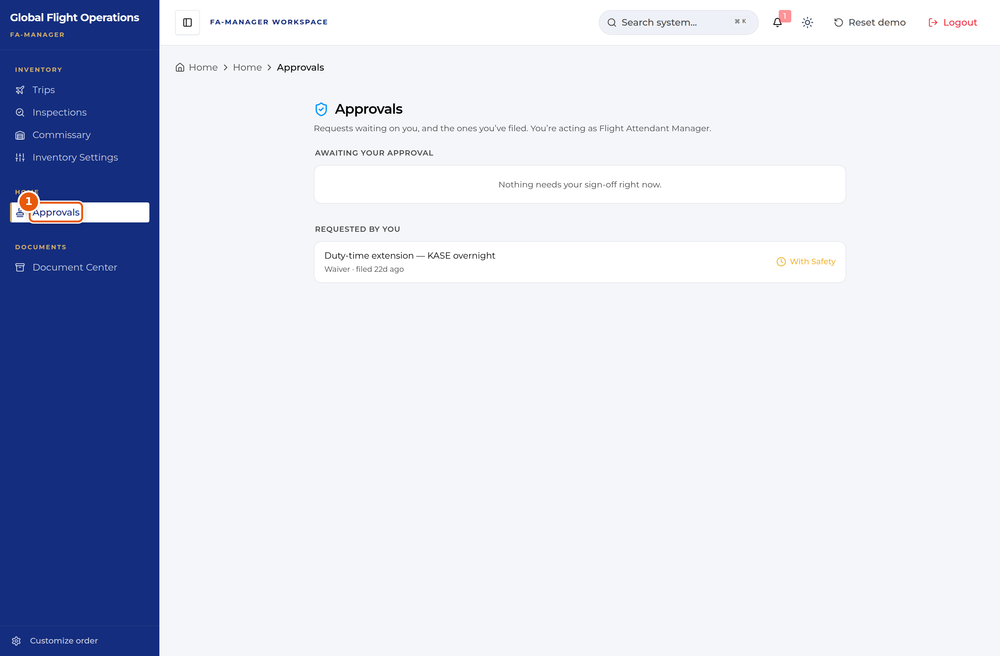 Global Flight Operations
FA-MANAGER
INVENTORY
Trips
Inspections
Commissary
Inventory Settings
HOME
1
Approvals
DOCUMENTS
Document Center
Customize order
FA-MANAGER WORKSPACE
Search system...
⌘ K
1
Reset demo
Logout
Home > Home > Approvals
Approvals
Requests waiting on you, and the ones you’ve filed. You’re acting as Flight Attendant Manager.
AWAITING YOUR APPROVAL
Nothing needs your sign-off right now.
REQUESTED BY YOU
Duty-time extension — KASE overnight
Waiver · filed 22d ago
With Safety